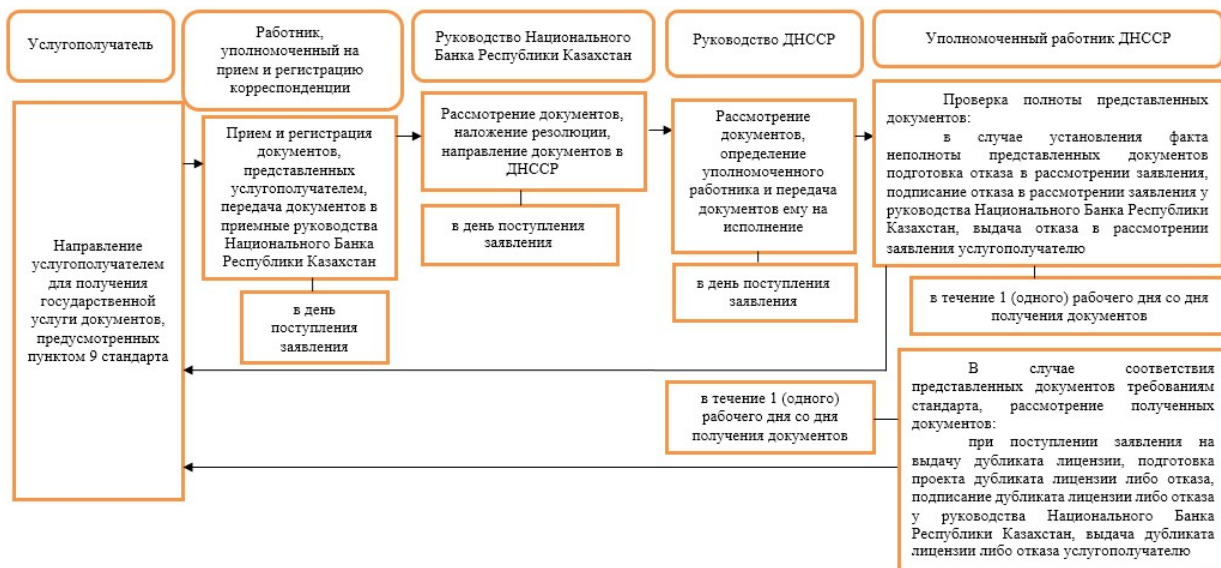 Услугополучатель
Работник,
уполномоченный на
прием и регистрацию
корреспонденции
Руководство Национального
Банка Республики Казахстан
Руководство ДНССР
Уполномоченный работник ДНССР
Направление
услугополучателем
для получения
государственной
услуги документов,
предусмотренных
пунктом 9 стандарта
Прием и регистрация
документов,
представленных
услугополучателем,
передача документов в
приемные руководства
Национального Банка
Республики Казахстан
в день
поступления
заявления
Рассмотрение документов,
наложение резолюции,
направление документов в
ДНССР
в день поступления
заявления
Рассмотрение
документов,
определение
уполномоченного
работника и передача
документов ему на
исполнение
в день поступления
заявления
Проверка полноты представленных
документов:
в случае установления факта
неполноты представленных документов
подготовка отказа в рассмотрении заявления,
подписание отказа в рассмотрении заявления у
руководства Национального Банка Республики
Казахстан, выдача отказа в рассмотрении
заявления услугополучателю
в течение 1 (одного) рабочего дня со дня
получения документов
в течение 1 (одного)
рабочего дня со дня
получения документов
В случае соответствия
представленных документов требованиям
стандарта, рассмотрение полученных
документов:
при поступлении заявления на
выдачу дубликата лицензии, подготовка
проекта дубликата лицензии либо отказа,
подписание дубликата лицензии либо отказа
у руководства Национального Банка
Республики Казахстан, выдача дубликата
лицензии либо отказа услугополучателю